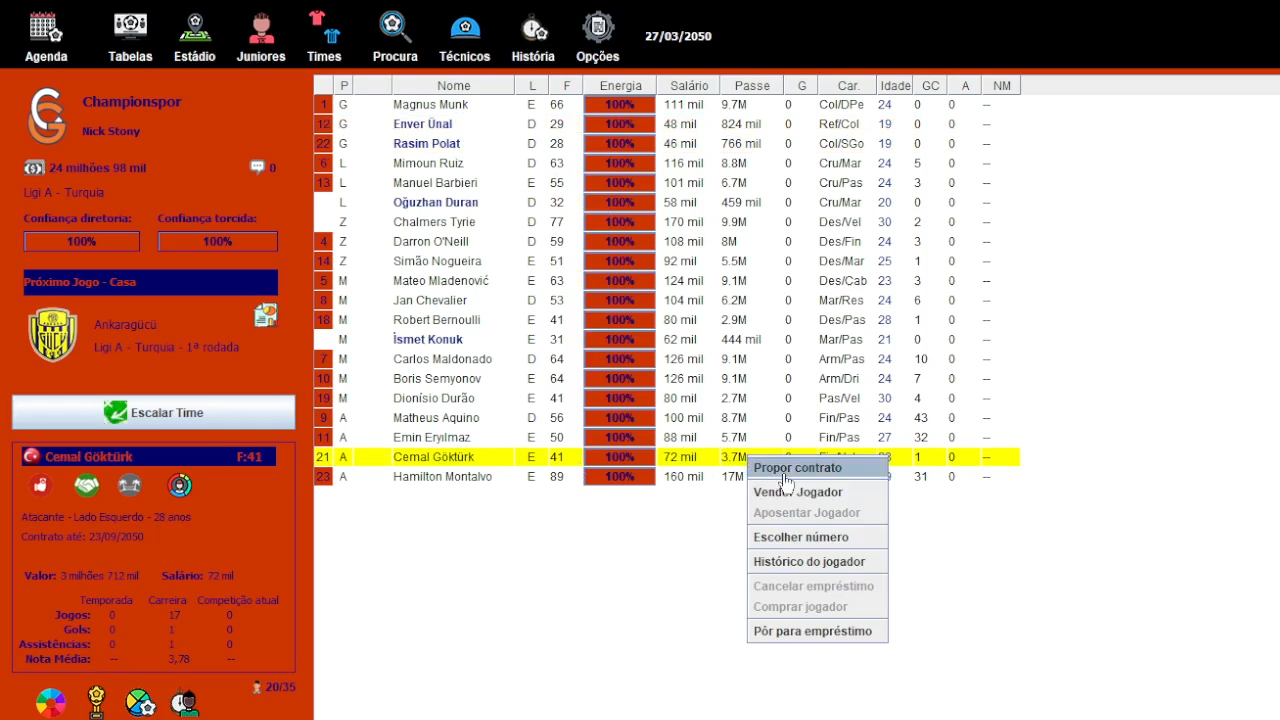 Agenda Tabelas Estádio Juniores Times Procura Técnicos História Opções 27/03/2050
Championspor
Nick Stony
24 milhões 98 mil 0
Ligi A - Turquia
Confiança diretoria: Confiança torcida:
100% 100%
Próximo Jogo - Casa
Ankaragücü
Ligi A - Turquia - 1ª rodada
Escalar Time
Cemal Göktürk F:41
Atacante - Lado Esquerdo - 28 anos
Contrato até: 23/09/2050
Valor: 3 milhões 712 mil Salário: 72 mil
Temporada Carreira Competição atual
Jogos: 0 17 0
Gols: 0 1 0
Assistências: 0 1 0
Nota Média: -- 3,78 --
20/35
P Nome L F Energia Salário Passe G Car. Idade GC A NM
1 G Magnus Munk E 66 100% 111 mil 9.7M 0 Col/DPe 24 0 0 --
12 G Enver Ünal D 29 100% 48 mil 824 mil 0 Ref/Col 19 0 0 --
22 G Rasim Polat D 28 100% 46 mil 766 mil 0 Col/SGo 19 0 0 --
6 L Mimoun Ruiz D 63 100% 116 mil 8.8M 0 Cru/Mar 24 5 0 --
13 L Manuel Barbieri E 55 100% 101 mil 6.7M 0 Cru/Pas 24 3 0 --
L Oğuzhan Duran E 32 100% 58 mil 459 mil 0 Cru/Mar 20 0 0 --
Z Chalmers Tyrie D 77 100% 170 mil 9.9M 0 Des/Vel 30 2 0 --
4 Z Darron O'Neill D 59 100% 108 mil 8M 0 Des/Fin 24 3 0 --
14 Z Simão Nogueira E 51 100% 92 mil 5.5M 0 Des/Mar 25 1 0 --
5 M Mateo Mladenović E 63 100% 124 mil 9.1M 0 Des/Cab 23 3 0 --
8 M Jan Chevalier D 53 100% 104 mil 6.2M 0 Mar/Res 24 6 0 --
18 M Robert Bernoulli E 41 100% 80 mil 2.9M 0 Des/Pas 28 1 0 --
M İsmet Konuk E 31 100% 62 mil 444 mil 0 Mar/Pas 21 0 0 --
7 M Carlos Maldonado D 64 100% 126 mil 9.1M 0 Arm/Pas 24 10 0 --
10 M Boris Semyonov E 64 100% 126 mil 9.1M 0 Arm/Dri 24 7 0 --
19 M Dionísio Durão E 41 100% 80 mil 2.7M 0 Pas/Vel 30 4 0 --
9 A Matheus Aquino D 56 100% 100 mil 8.7M 0 Fin/Pas 24 43 0 --
11 A Emin Eryılmaz E 50 100% 88 mil 5.7M 0 Fin/Pas 27 32 0 --
21 A Cemal Göktürk E 41 100% 72 mil 3.7M 1 0 --
23 A Hamilton Montalvo E 89 100% 160 mil 17M 31 0 --
Propor contrato
Vender Jogador
Aposentar Jogador
Escolher número
Histórico do jogador
Cancelar empréstimo
Comprar jogador
Pôr para empréstimo